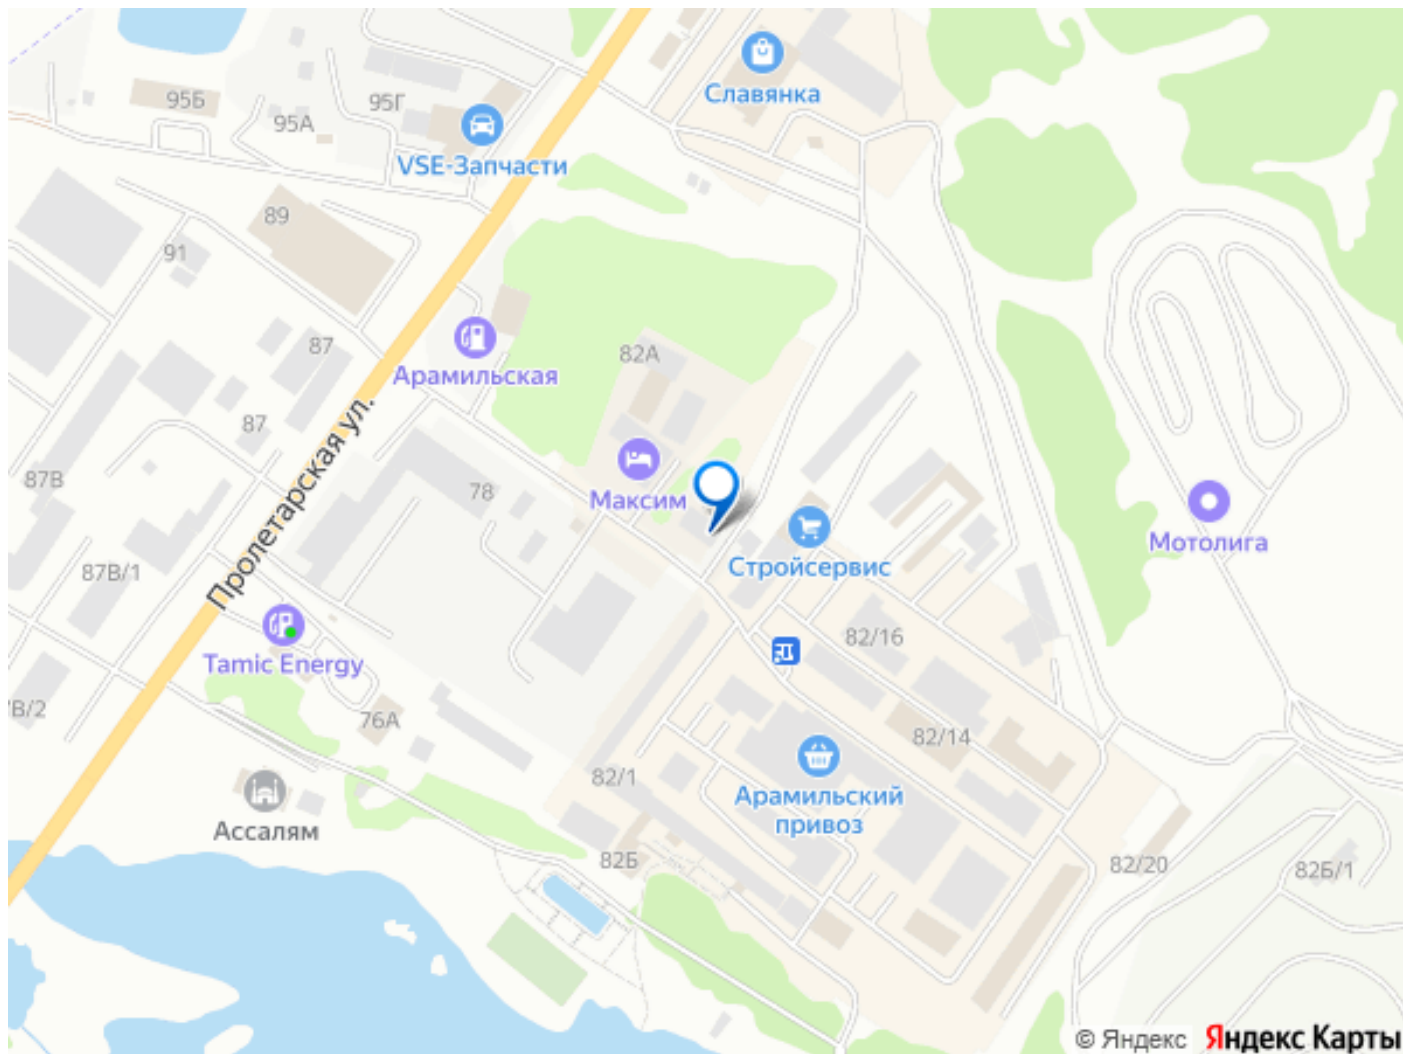 Славянка
95Б
95Г
95А
VSE-Запчасти
89
91
87
82А
Арамильская
87
Пролетарская ул.
87В
78
Максим
Стройсервис
Мотолига
87В/1
Tamic Energy
82/16
В/2
76А
82/14
82/1
Арамильский
привоз
Ассалям
82Б
82/20
82Б/1
© Яндекс Яндекс Карты